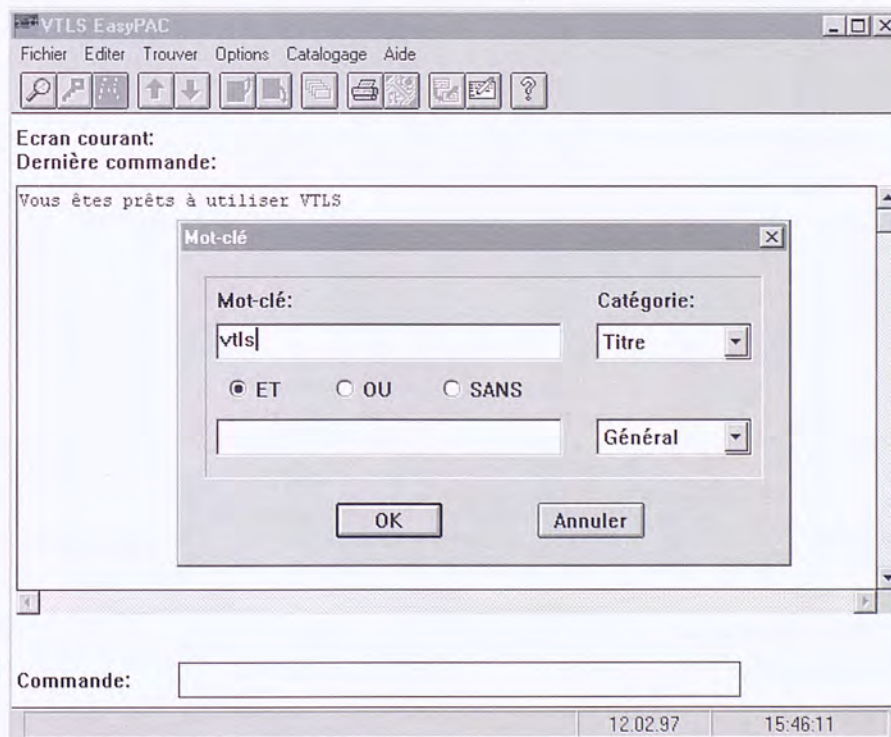 VTLS EasyPAC
Fichier Editer Trouver Options Catalogage Aide
Ecran courant:
Dernière commande:
Vous êtes prêts à utiliser VTLS
Mot-clé
Mot-clé: Catégorie:
vtls Titre
ET OU SANS
Général
OK Annuler
Commande:
12.02.97 15:46:11